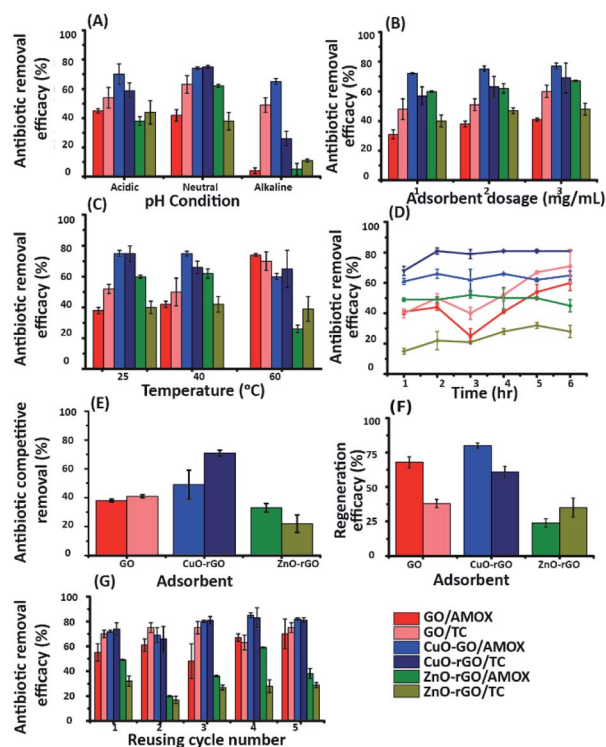 (A)
Antibiotic removal
efficacy (%)
100
80
60
40
20
0
Acidic Neutral Alkaline
pH Condition
(B)
Antibiotic removal
efficacy (%)
100
80
60
40
20
0
1 2 3
Adsorbent dosage (mg/mL)
(C)
Antibiotic removal
efficacy (%)
100
80
60
40
20
0
25 40 60
Temperature (°C)
(D)
Antibiotic removal
efficacy (%)
100
80
60
40
20
0
1 2 3 4 5 6
Time (hr)
(E)
Antibiotic competitive
removal (%)
100
80
60
40
20
0
GO CuO-rGO ZnO-rGO
Adsorbent
(F)
Regeneration
efficacy (%)
100
75
50
25
0
GO CuO-rGO ZnO-rGO
Adsorbent
(G)
Antibiotic removal
efficacy (%)
100
80
60
40
20
0
1 2 3 4 5
Reusing cycle number
GO/AMOX
GO/TC
CuO-GO/AMOX
CuO-rGO/TC
ZnO-rGO/AMOX
ZnO-rGO/TC